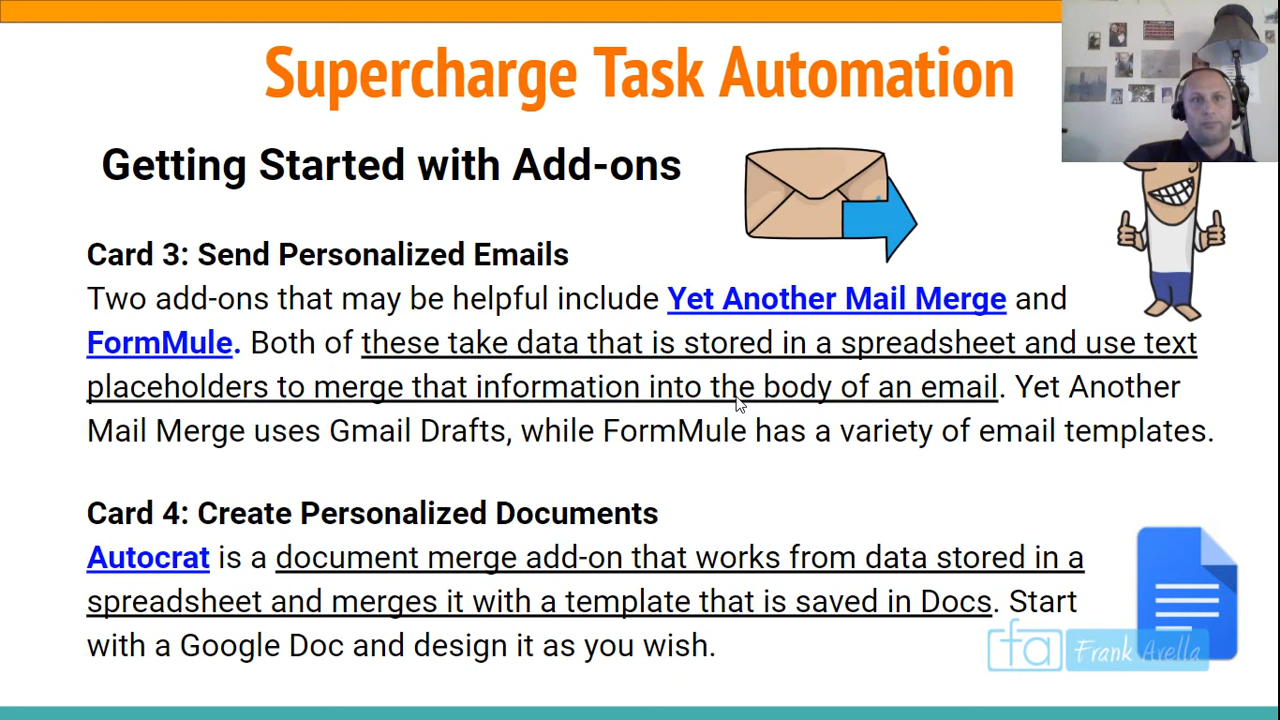 Supercharge Task Automation
Getting Started with Add-ons
Card 3: Send Personalized Emails
Two add-ons that may be helpful include Yet Another Mail Merge and
FormMule. Both of these take data that is stored in a spreadsheet and use text
placeholders to merge that information into the body of an email. Yet Another
Mail Merge uses Gmail Drafts, while FormMule has a variety of email templates.
Card 4: Create Personalized Documents
Autocrat is a document merge add-on that works from data stored in a
spreadsheet and merges it with a template that is saved in Docs. Start
with a Google Doc and design it as you wish.
fa Frank Arella